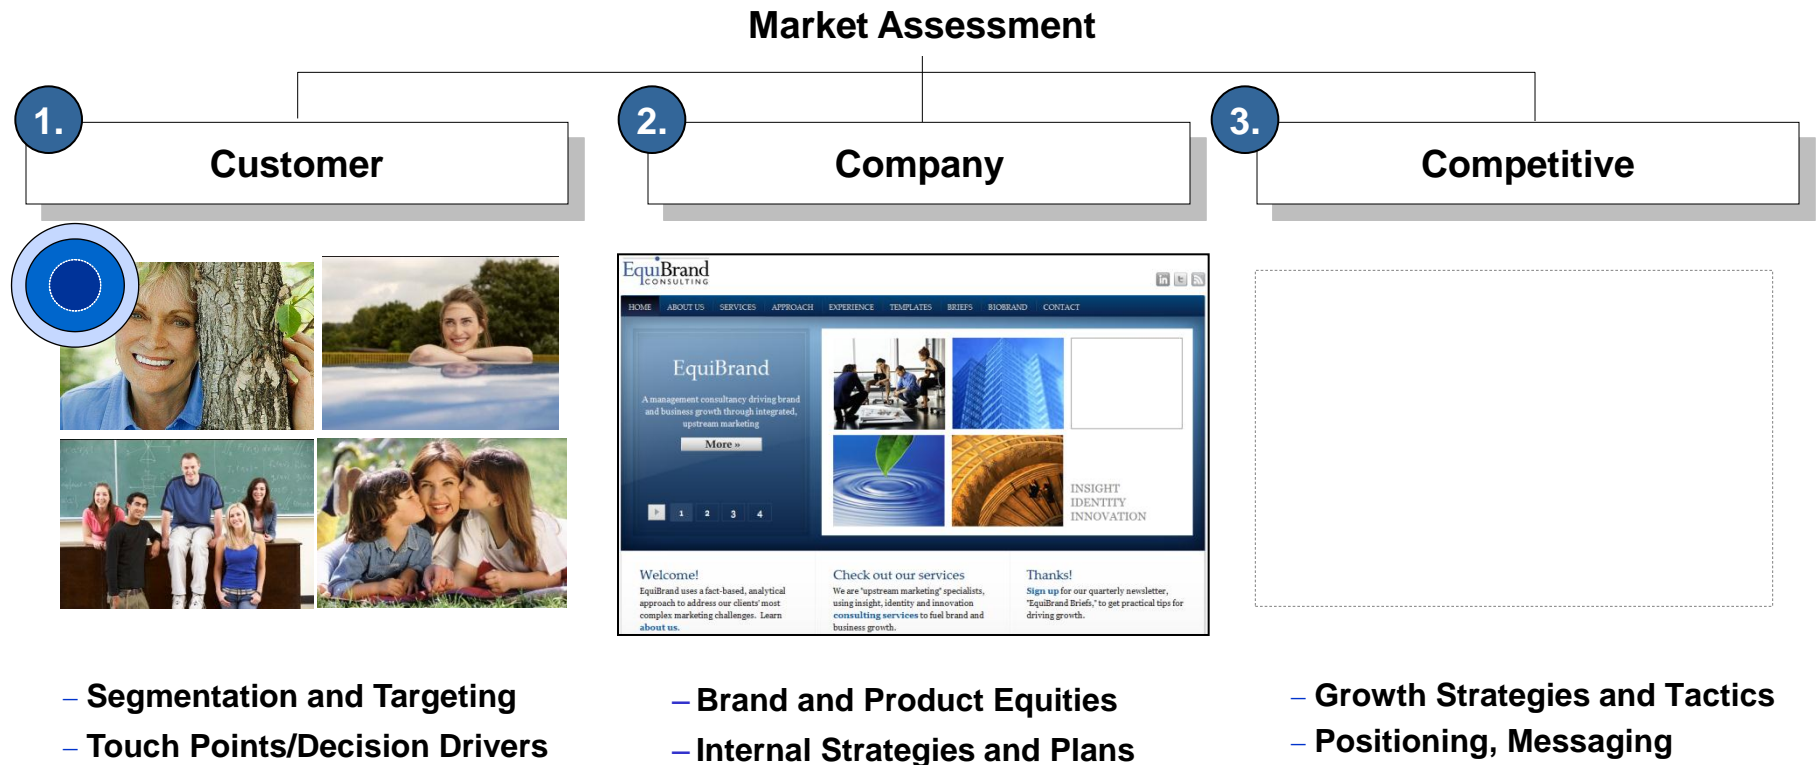 Market Assessment
1.
Customer
2.
Company
3.
Competitive
EquiBrand
CONSULTING
in t
HOME ABOUT US SERVICES APPROACH EXPERIENCE TEMPLATES BRIEFS BIOBRAND CONTACT
EquiBrand
A management consultancy driving brand
and business growth through integrated,
upstream marketing
More »
1 2 3 4
INSIGHT
IDENTITY
INNOVATION
Welcome!
EquiBrand uses a fact-based, analytical
approach to address our clients' most
complex marketing challenges. Learn
about us.
Check out our services
We are "upstream marketing" specialists,
using insight, identity and innovation
consulting services to fuel brand and
business growth.
Thanks!
Sign up for our quarterly newsletter,
"EquiBrand Briefs," to get practical tips for
driving growth.
– Segmentation and Targeting
– Touch Points/Decision Drivers
– Brand and Product Equities
– Internal Strategies and Plans
– Growth Strategies and Tactics
– Positioning, Messaging